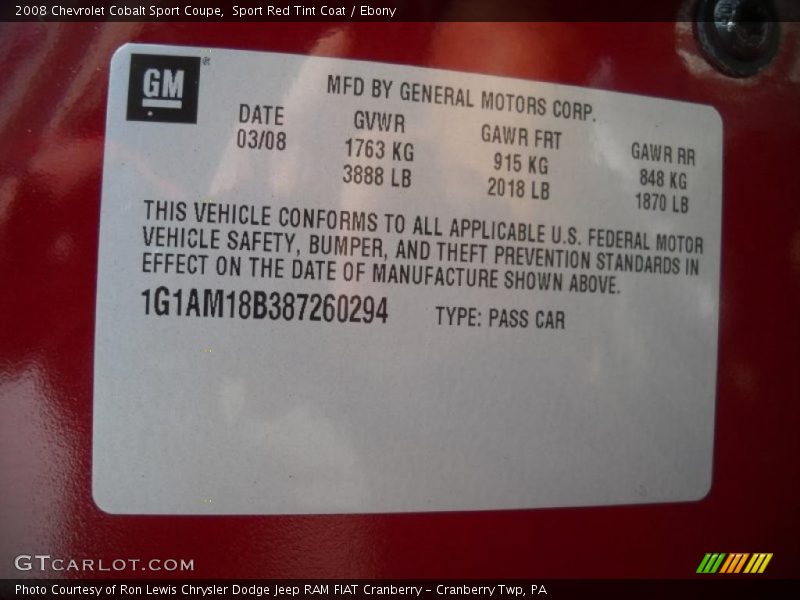 2008 Chevrolet Cobalt Sport Coupe,  Sport Red Tint Coat / Ebony
GM®
MFD BY GENERAL MOTORS CORP.
DATE GVWR GAWR FRT GAWR RR
03/08 1763 KG 915 KG 848 KG
3888 LB 2018 LB 1870 LB
THIS VEHICLE CONFORMS TO ALL APPLICABLE U.S. FEDERAL MOTOR
VEHICLE SAFETY, BUMPER, AND THEFT PREVENTION STANDARDS IN
EFFECT ON THE DATE OF MANUFACTURE SHOWN ABOVE.
1G1AM18B387260294 TYPE: PASS CAR
GTCARLOT.COM
Photo Courtesy of Ron Lewis Chrysler Dodge Jeep RAM FIAT Cranberry – Cranberry Twp, PA